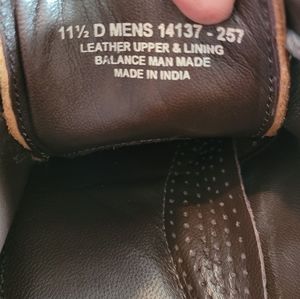 11½ D MENS 14137 - 257
LEATHER UPPER & LINING
BALANCE MAN MADE
MADE IN INDIA